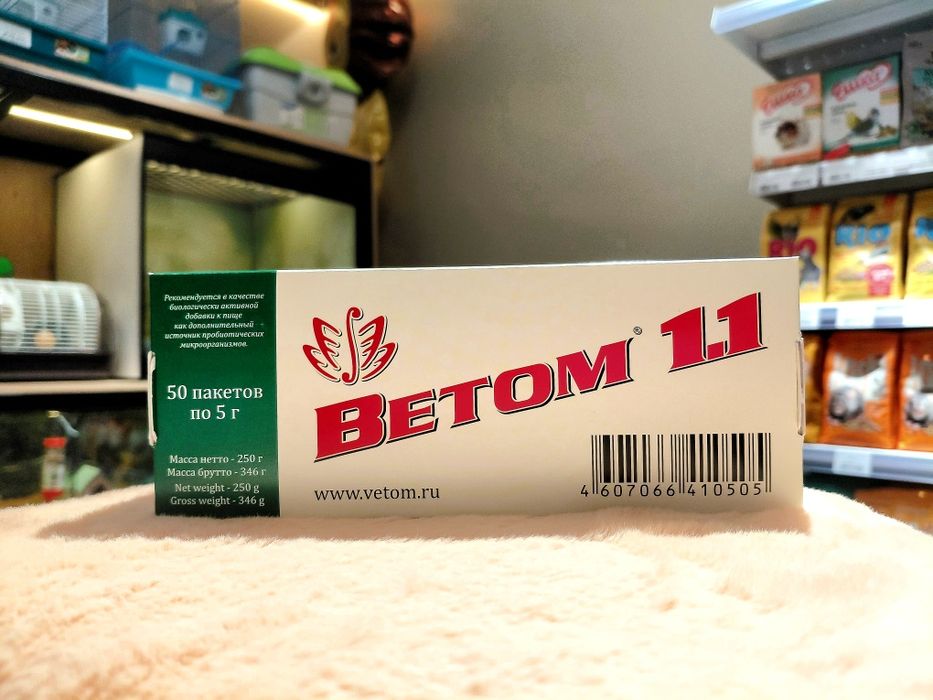 Рекомендуется в качестве
биологически активной
добавки к пище
как дополнительный
источник пробиотических
микроорганизмов.
50 пакетов
по 5 г
Масса нетто - 250 г
Масса брутто - 346 г
Net weight - 250 g
Gross weight - 346 g
Ветом® 1.1
www.vetom.ru
4 607066 410505
RIO